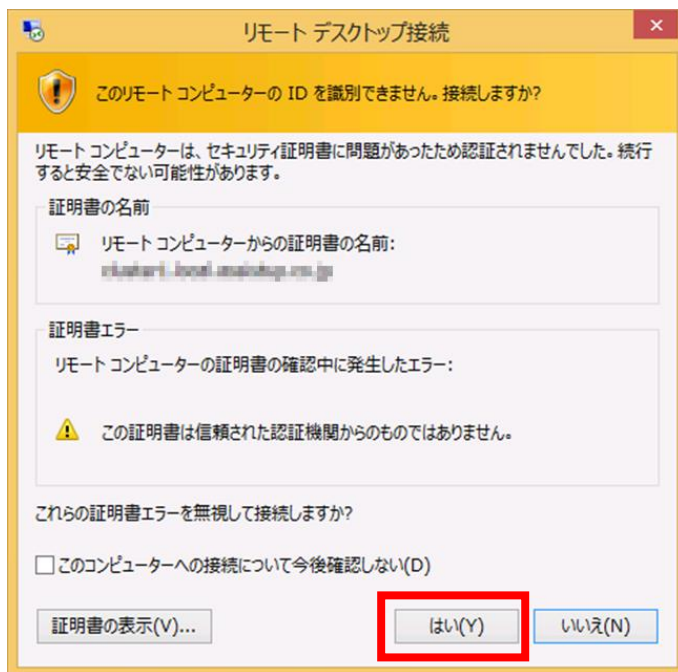 リモート デスクトップ接続
このリモート コンピューターの ID を識別できません。接続しますか?
リモート コンピューターは、セキュリティ証明書に問題があったため認証されませんでした。続行
すると安全でない可能性があります。
証明書の名前
リモート コンピューターからの証明書の名前:
証明書エラー
リモート コンピューターの証明書の確認中に発生したエラー:
この証明書は信頼された認証機関からのものではありません。
これらの証明書エラーを無視して接続しますか?
このコンピューターへの接続について今後確認しない(D)
証明書の表示(V)... はい(Y) いいえ(N)